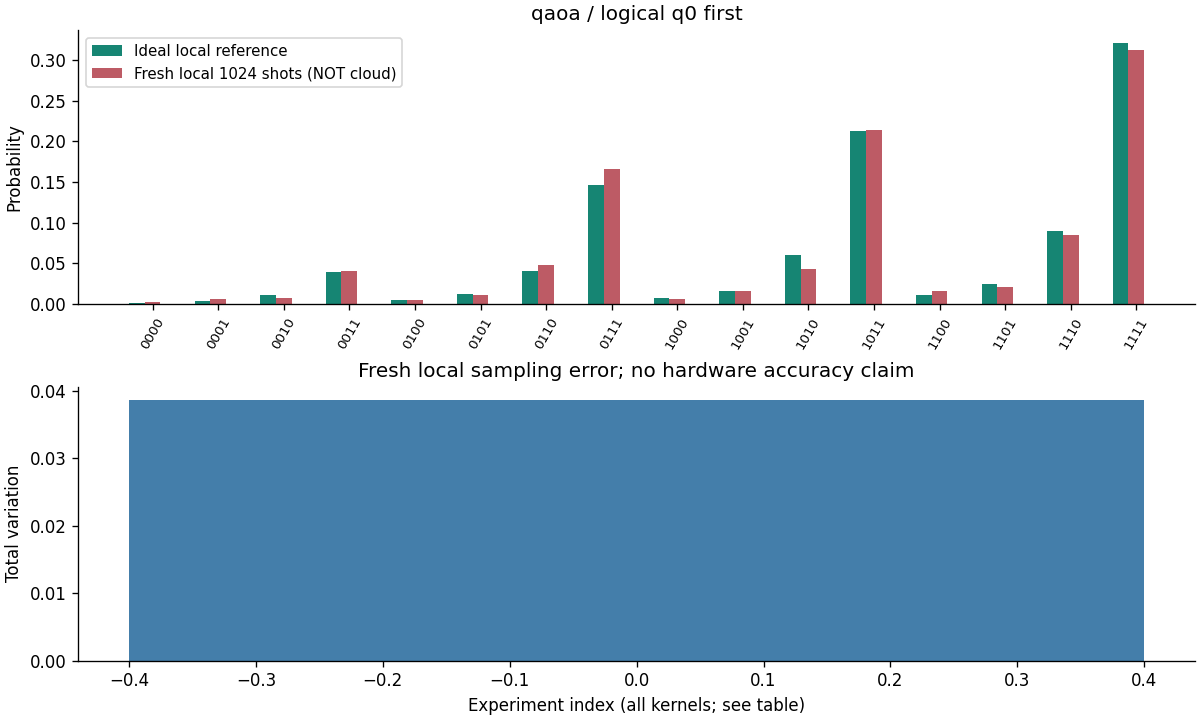 qaoa / logical q0 first
Ideal local reference
Fresh local 1024 shots (NOT cloud)
Probability
0.30
0.25
0.20
0.15
0.10
0.05
0.00
0000 0001 0010 0011 0100 0101 0110 0111 1000 1001 1010 1011 1100 1101 1110 1111
Fresh local sampling error; no hardware accuracy claim
Total variation
0.04
0.03
0.02
0.01
0.00
−0.4 −0.3 −0.2 −0.1 0.0 0.1 0.2 0.3 0.4
Experiment index (all kernels; see table)